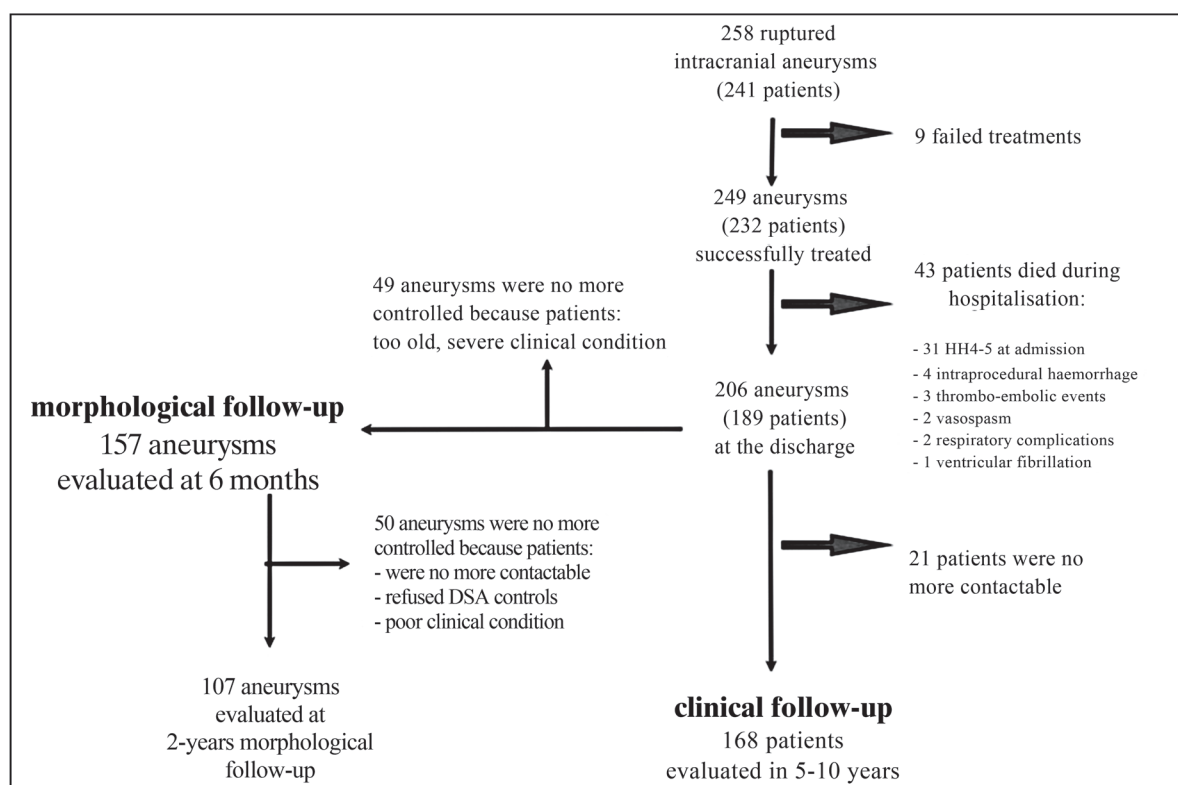 258 ruptured
intracranial aneurysms
(241 patients)
9 failed treatments
249 aneurysms
(232 patients)
successfully treated
43 patients died during
hospitalisation:
- 31 HH4-5 at admission
- 4 intraprocedural haemorrhage
- 3 thrombo-embolic events
- 2 vasospasm
- 2 respiratory complications
- 1 ventricular fibrillation
49 aneurysms were no more
controlled because patients:
too old, severe clinical condition
206 aneurysms
(189 patients)
at the discharge
morphological follow-up
157 aneurysms
evaluated at 6 months
50 aneurysms were no more
controlled because patients:
- were no more contactable
- refused DSA controls
- poor clinical condition
21 patients were no
more contactable
107 aneurysms
evaluated at
2-years morphological
follow-up
clinical follow-up
168 patients
evaluated in 5-10 years